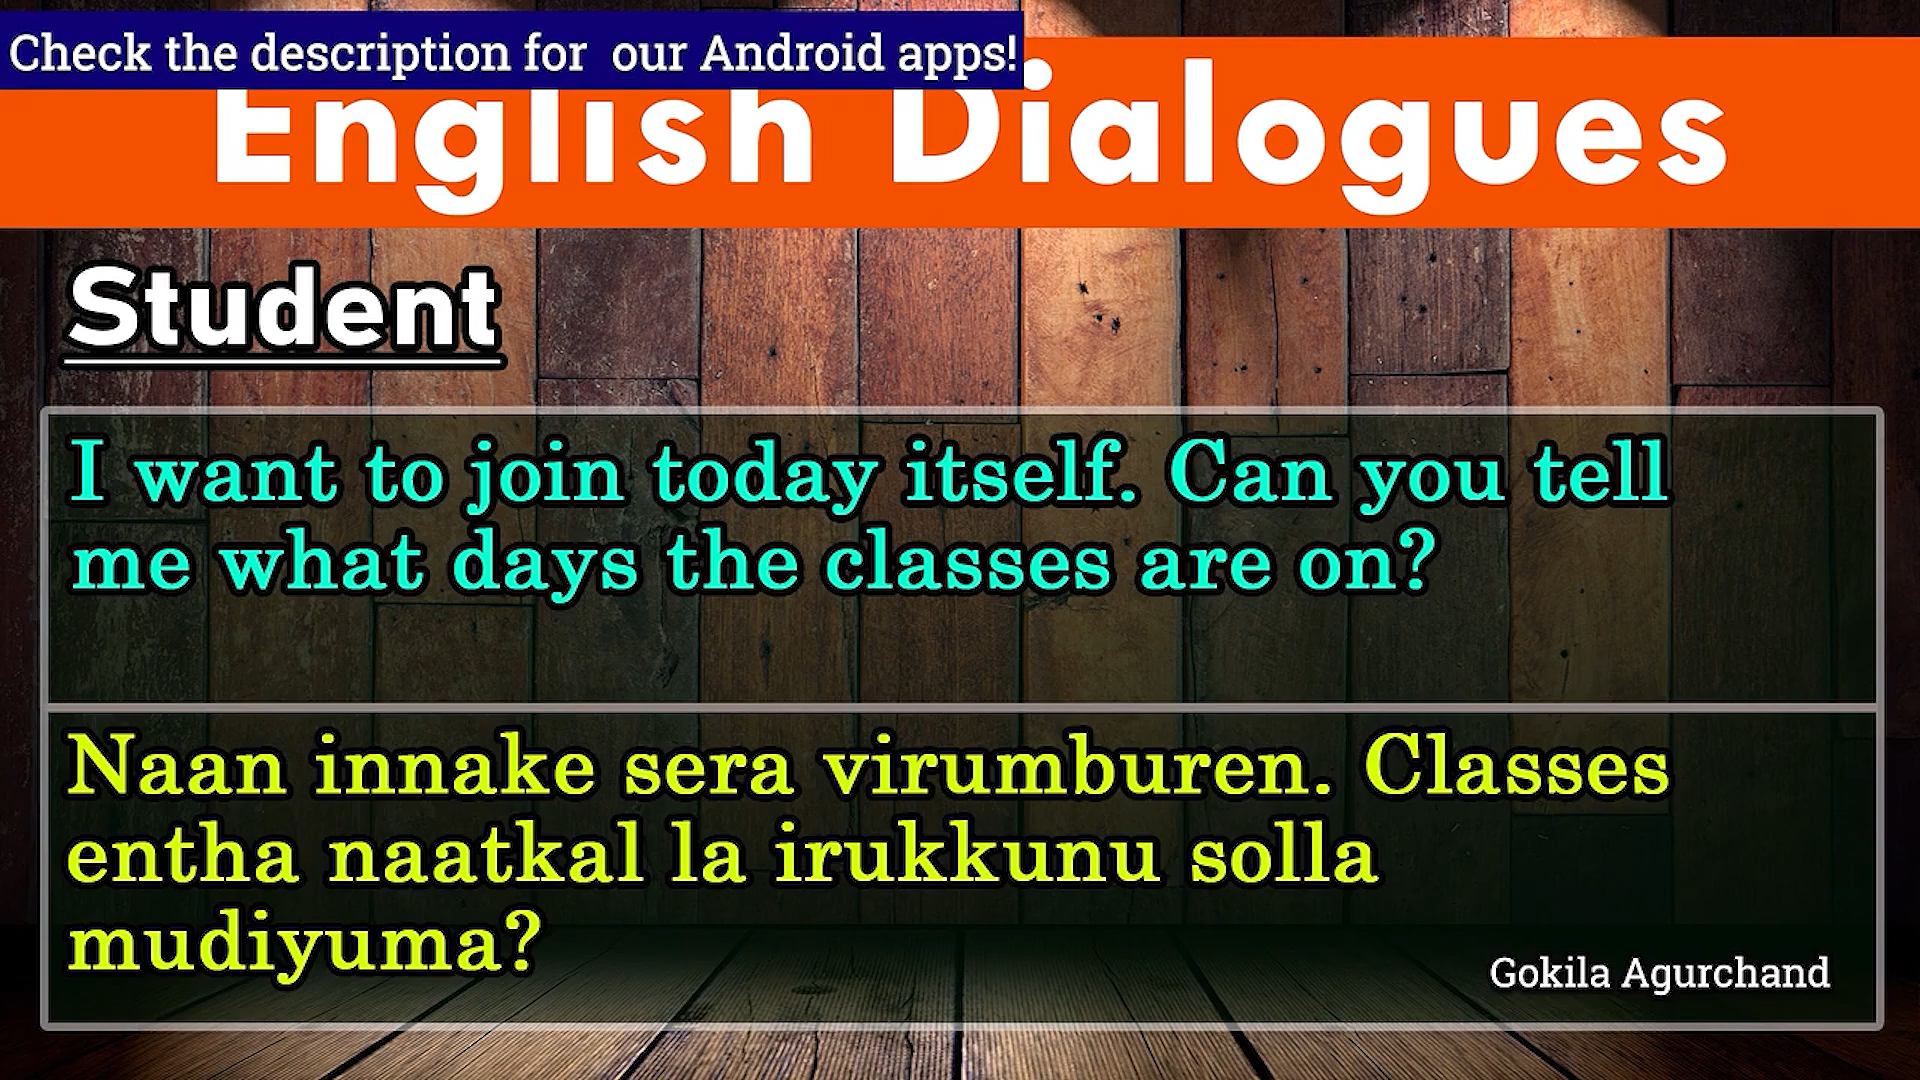 Check the description for our Android apps!
English Dialogues
Student
I want to join today itself. Can you tell
me what days the classes are on?
Naan innake sera virumburen. Classes
entha naatkal la irukkunu solla
mudiyuma?
Gokila Agurchand